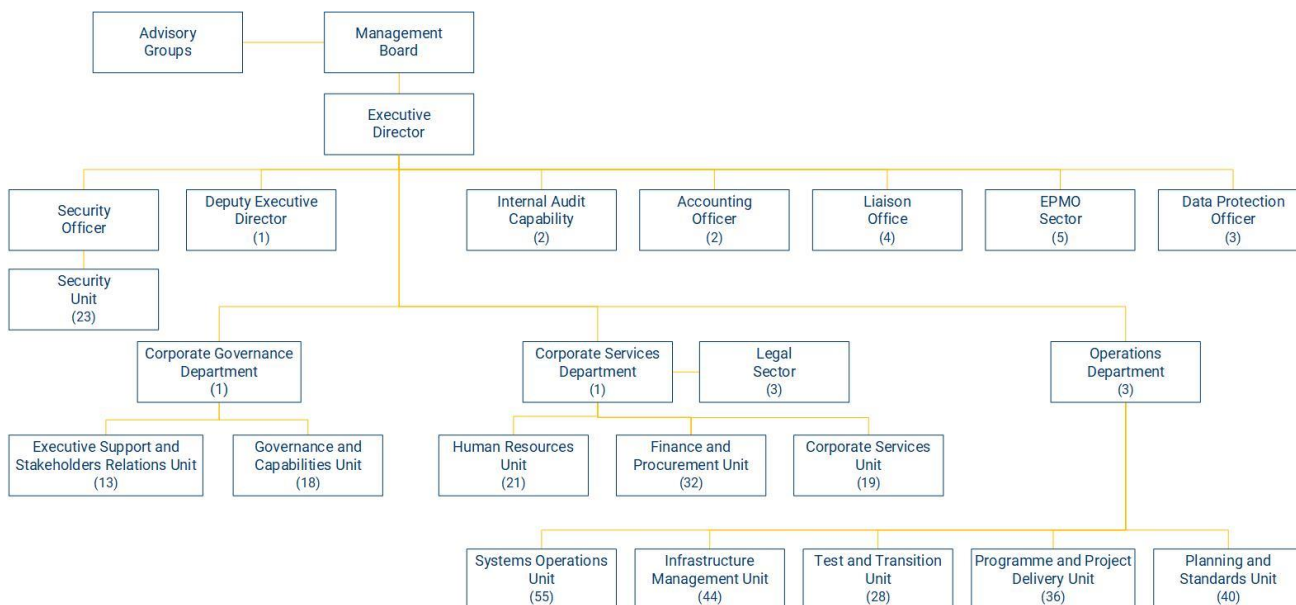 Advisory
Groups
Management
Board
Executive
Director
Security
Officer
Deputy Executive
Director
(1)
Internal Audit
Capability
(2)
Accounting
Officer
(2)
Liaison
Office
(4)
EPMO
Sector
(5)
Data Protection
Officer
(3)
Security
Unit
(23)
Corporate Governance
Department
(1)
Corporate Services
Department
(1)
Legal
Sector
(3)
Operations
Department
(3)
Executive Support and
Stakeholders Relations Unit
(13)
Governance and
Capabilities Unit
(18)
Human Resources
Unit
(21)
Finance and
Procurement Unit
(32)
Corporate Services
Unit
(19)
Systems Operations
Unit
(55)
Infrastructure
Management Unit
(44)
Test and Transition
Unit
(28)
Programme and Project
Delivery Unit
(36)
Planning and
Standards Unit
(40)